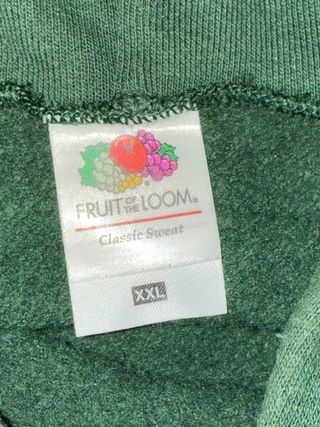 FRUIT OF THE LOOM®
Classic Sweat
XXL